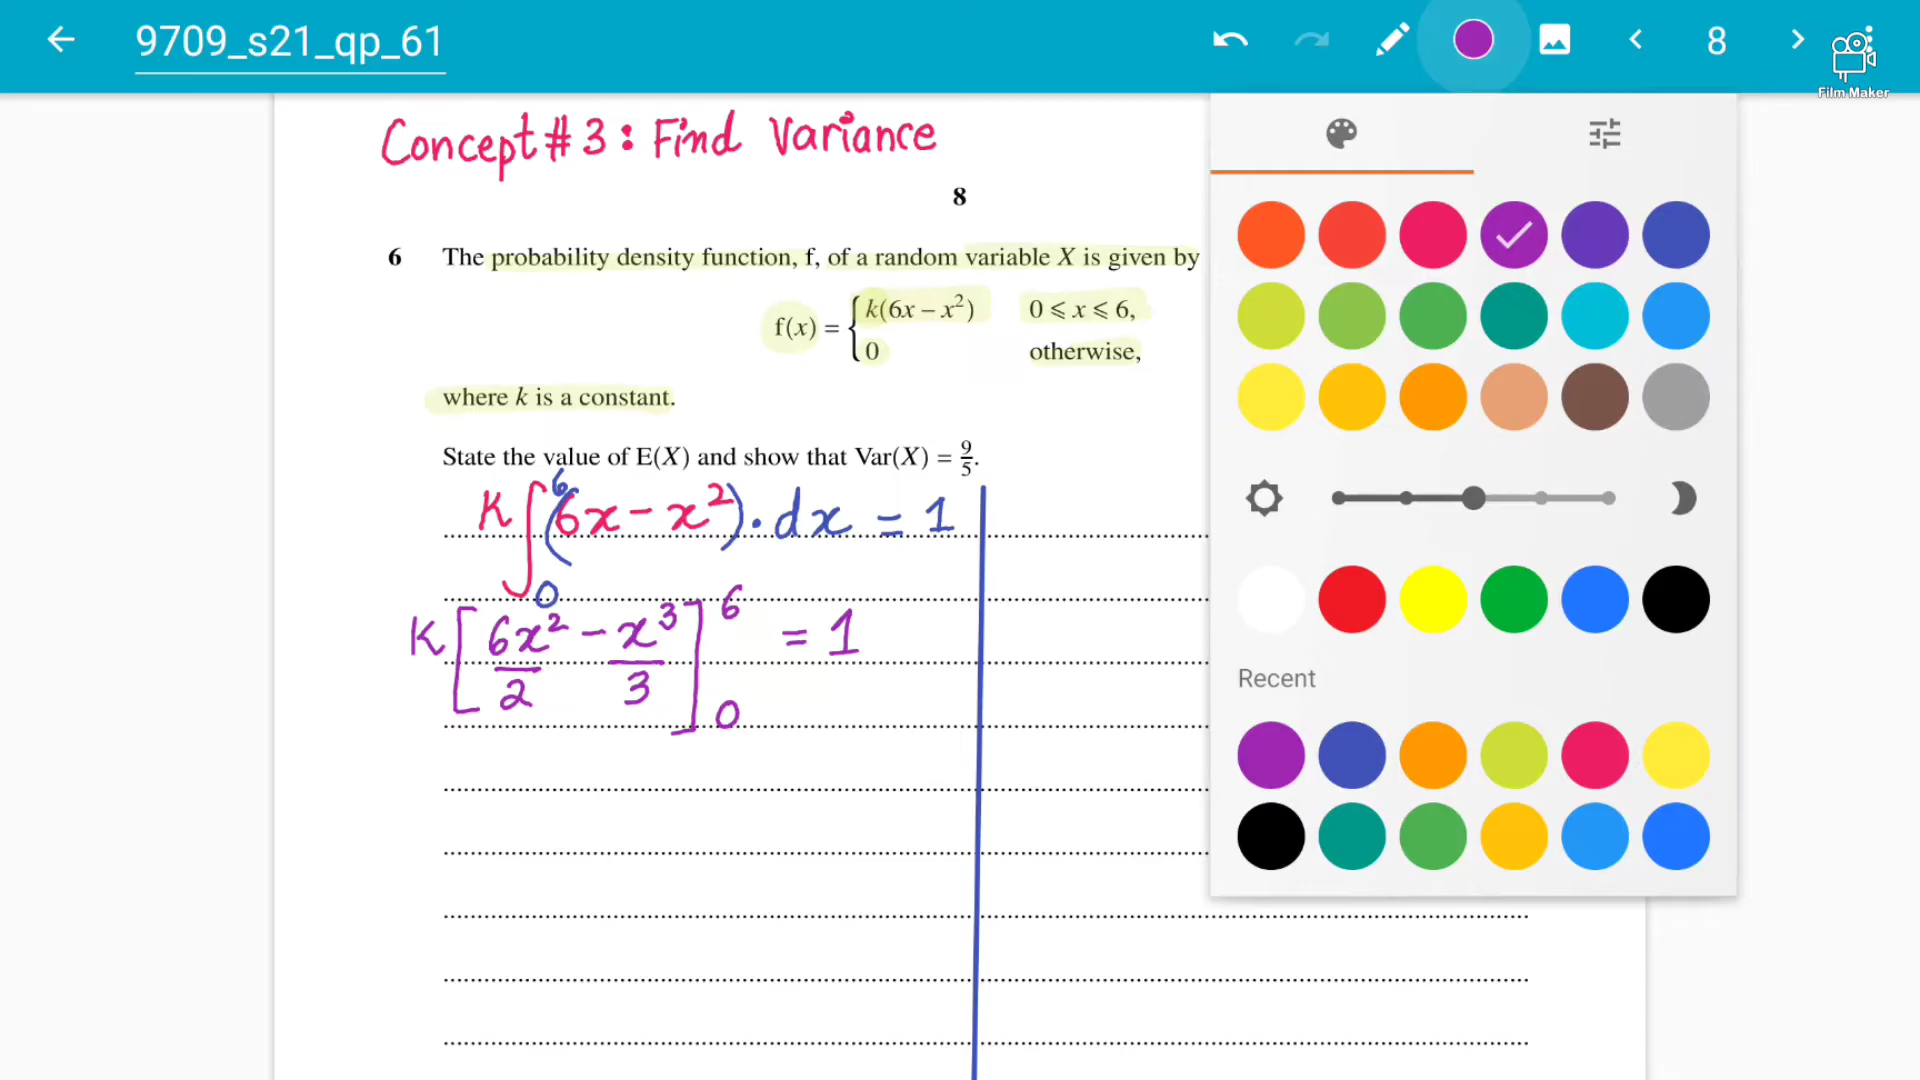 9709_s21_qp_61
8
Film Maker
Concept # 3 : Find Variance
8
6 The probability density function, f, of a random variable X is given by
f(x) = { k(6x − x²) 0 ⩽ x ⩽ 6,
0 otherwise,
where k is a constant.
State the value of E(X) and show that Var(X) = 9/5.
K ∫₀⁶ (6x − x²) · dx = 1
K [6x²/2 − x³/3]₀⁶ = 1
Recent